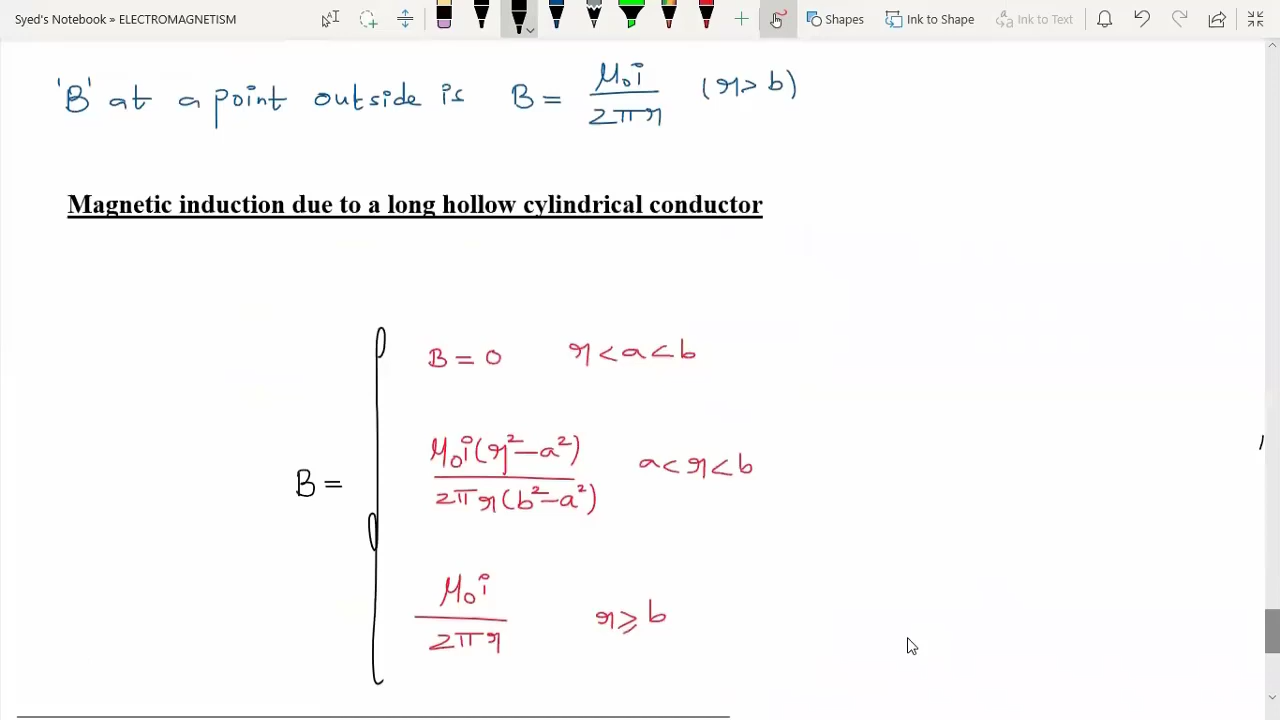 Syed's Notebook » ELECTROMAGNETISM
Shapes
Ink to Shape
Ink to Text
'B' at a point outside is B = μ₀i / 2πr (r > b)
Magnetic induction due to a long hollow cylindrical conductor
B = 0 r < a < b
B = μ₀i(r² − a²) / 2πr(b² − a²) a < r < b
μ₀i / 2πr r ⩾ b